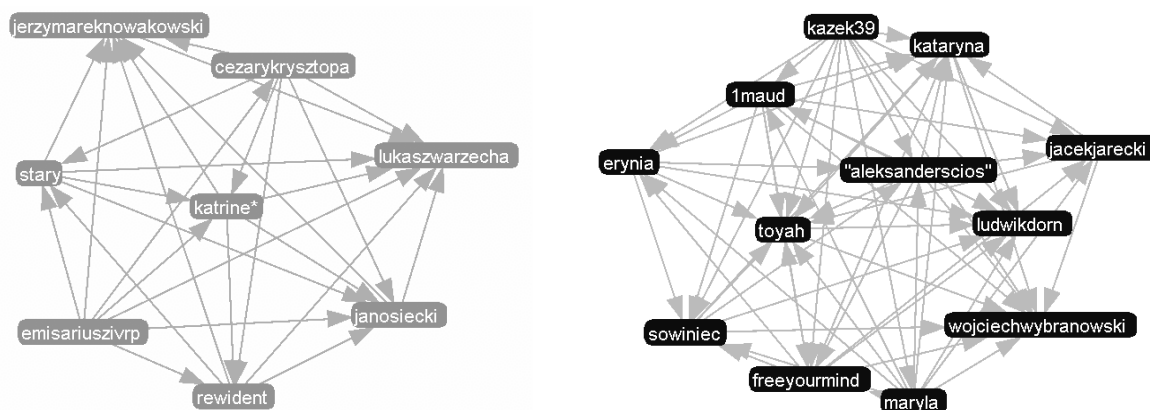 jerzymareknowakowski
cezarykrysztopa
lukaszwarzecha
stary
katrine*
janosiecki
emisariuszivrp
rewident
kazek39
kataryna
1maud
jacekjarecki
erynia
"aleksanderscios"
toyah
ludwikdorn
sowiniec
wojciechwybranowski
freeyourmind
maryla